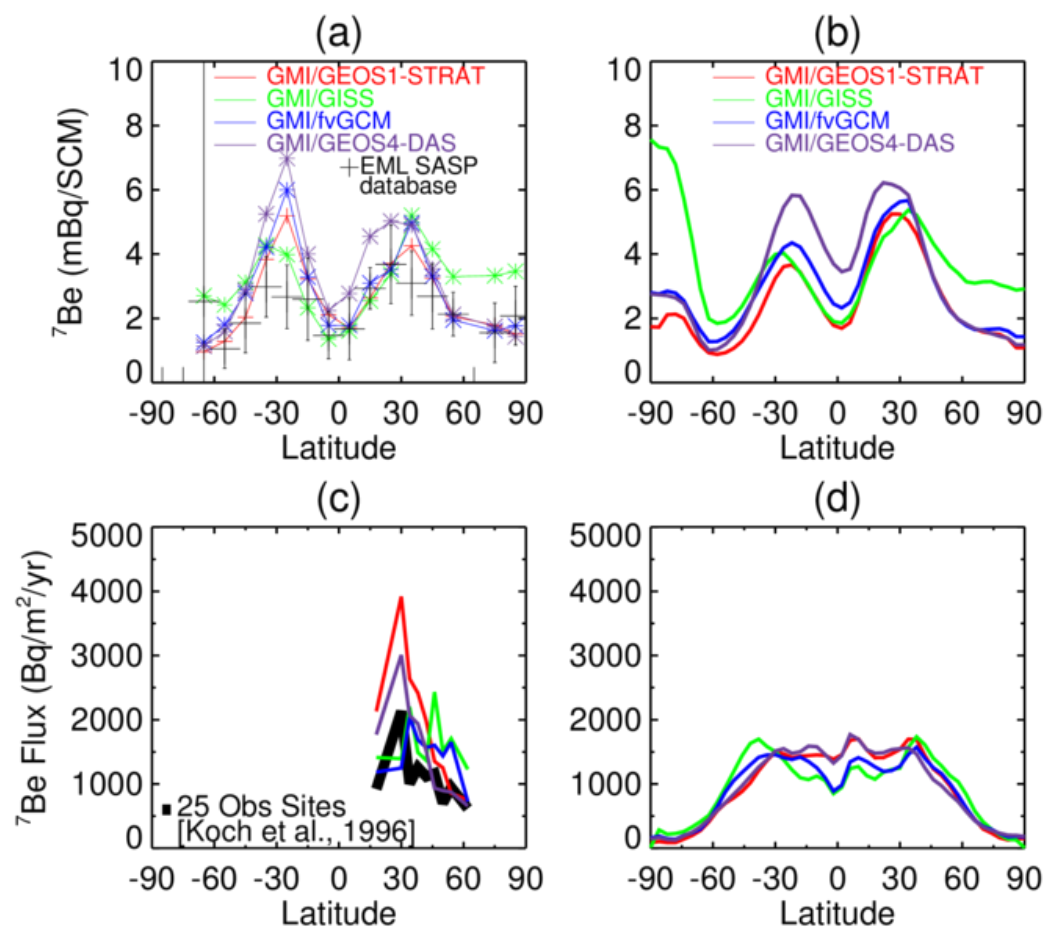 (a)
GMI/GEOS1-STRAT
GMI/GISS
GMI/fvGCM
GMI/GEOS4-DAS
EML SASP
database
10
8
6
4
2
0
⁷Be (mBq/SCM)
-90 -60 -30 0 30 60 90
Latitude
(b)
GMI/GEOS1-STRAT
GMI/GISS
GMI/fvGCM
GMI/GEOS4-DAS
10
8
6
4
2
0
-90 -60 -30 0 30 60 90
Latitude
(c)
5000
4000
3000
2000
1000
0
⁷Be Flux (Bq/m²/yr)
25 Obs Sites
[Koch et al., 1996]
-90 -60 -30 0 30 60 90
Latitude
(d)
5000
4000
3000
2000
1000
0
-90 -60 -30 0 30 60 90
Latitude